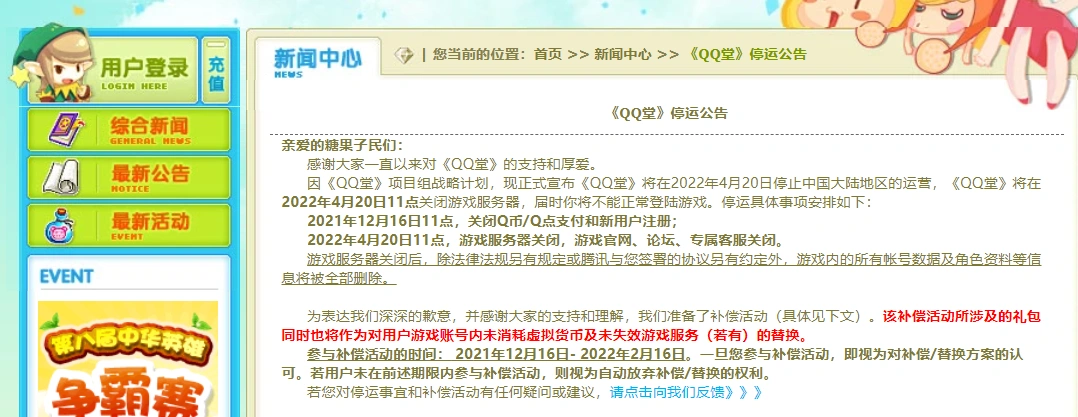 用户登录
LOGIN HERE
充值
综合新闻
GENERAL NEWS
最新公告
NOTICE
最新活动
EVENT
EVENT
第八届中华英雄
争霸赛
新闻中心
NEWS
| 您当前的位置：首页 >> 新闻中心 >> 《QQ堂》停运公告
《QQ堂》停运公告
亲爱的糖果子民们：
感谢大家一直以来对《QQ堂》的支持和厚爱。
因《QQ堂》项目组战略计划，现正式宣布《QQ堂》将在2022年4月20日停止中国大陆地区的运营，《QQ堂》将在
2022年4月20日11点关闭游戏服务器，届时你将不能正常登陆游戏。停运具体事项安排如下：
2021年12月16日11点，关闭Q币/Q点支付和新用户注册；
2022年4月20日11点，游戏服务器关闭，游戏官网、论坛、专属客服关闭。
游戏服务器关闭后，除法律法规另有规定或腾讯与您签署的协议另有约定外，游戏内的所有帐号数据及角色资料等信
息将被全部删除。
为表达我们深深的歉意，并感谢大家的支持和理解，我们准备了补偿活动（具体见下文）。该补偿活动所涉及的礼包
同时也将作为对用户游戏账号内未消耗虚拟货币及未失效游戏服务（若有）的替换。
参与补偿活动的时间： 2021年12月16日- 2022年2月16日。一旦您参与补偿活动，即视为对补偿/替换方案的认
可。若用户未在前述期限内参与补偿活动，则视为自动放弃补偿/替换的权利。
若您对停运事宜和补偿活动有任何疑问或建议，请点击向我们反馈》》》